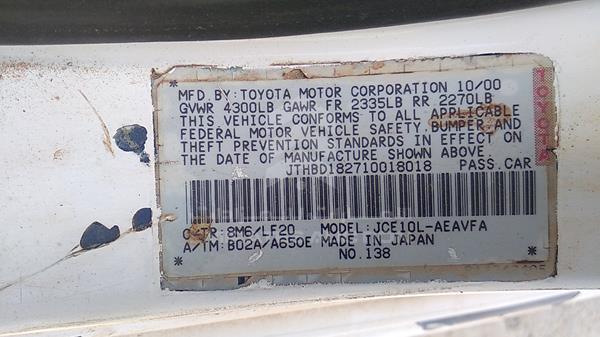 MFD BY:TOYOTA MOTOR CORPORATION 10/00
GVWR 4300LB GAWR FR 2335LB RR 2270LB
THIS VEHICLE CONFORMS TO ALL APPLICABLE
FEDERAL MOTOR VEHICLE SAFETY, BUMPER, AND
THEFT PREVENTION STANDARDS IN EFFECT ON
THE DATE OF MANUFACTURE SHOWN ABOVE.
JTHBD182710018018 PASS.CAR
C/TR:8M6/LF20 MODEL:JCE10L-AEAVFA
A/TM:B02A/A650E MADE IN JAPAN
NO.138
TOYOTA